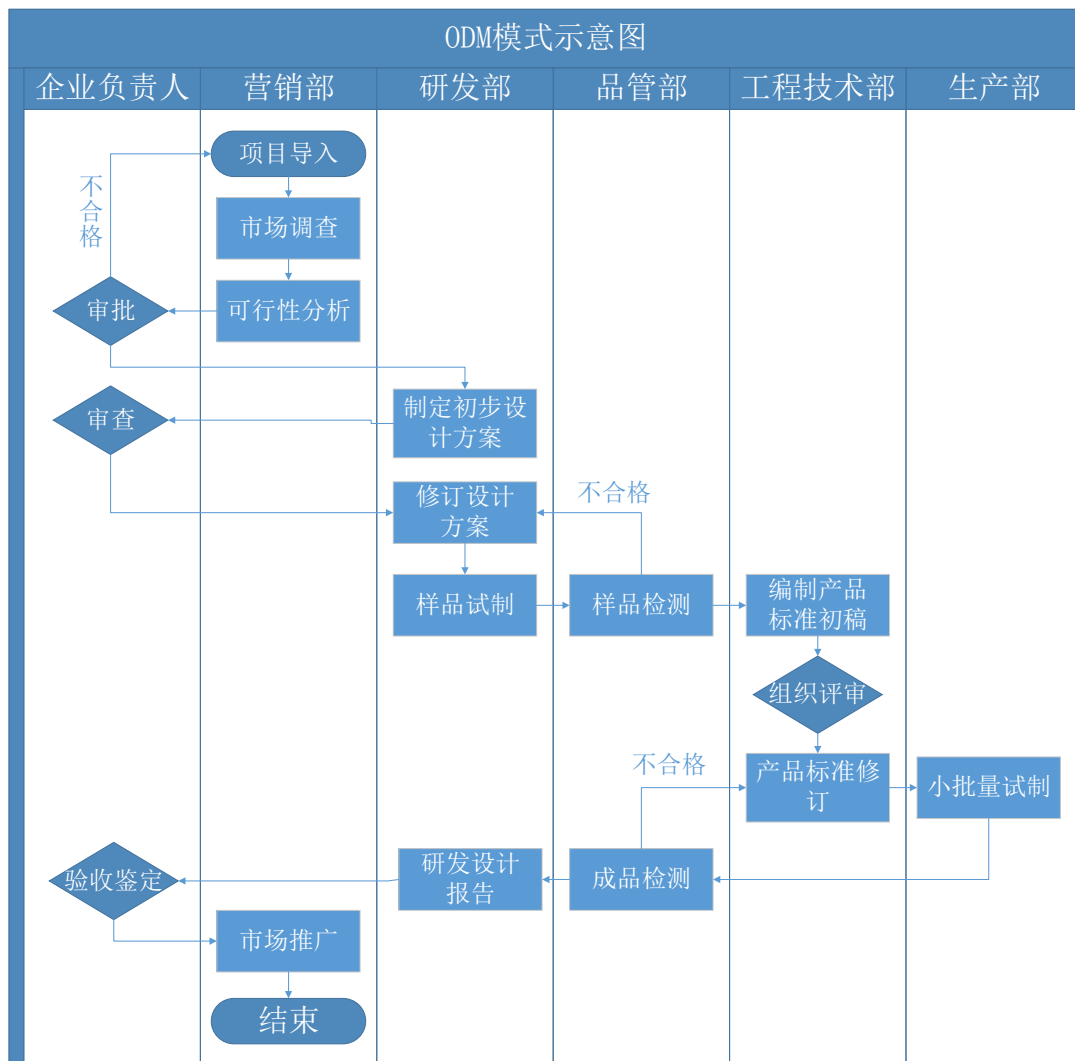 ODM模式示意图
企业负责人
营销部
研发部
品管部
工程技术部
生产部
项目导入
不合格
市场调查
审批
可行性分析
审查
制定初步设
计方案
修订设计
方案
不合格
样品试制
样品检测
编制产品
标准初稿
组织评审
不合格
产品标准修
订
小批量试制
验收鉴定
研发设计
报告
成品检测
市场推广
结束